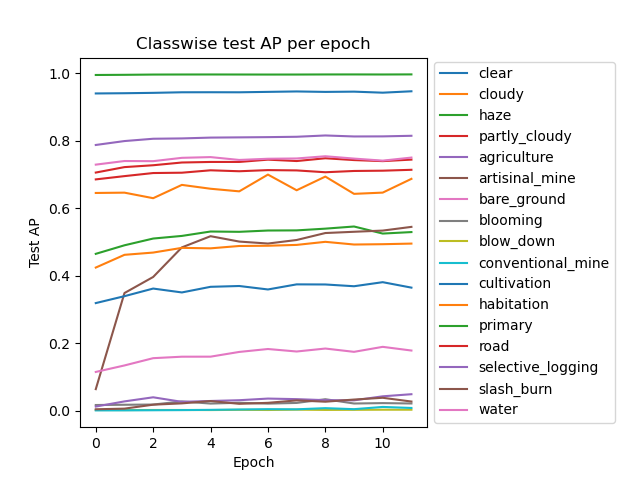 Classwise test AP per epoch
1.0
0.8
0.6
0.4
0.2
0.0
Test AP
0 2 4 6 8 10
Epoch
clear
cloudy
haze
partly_cloudy
agriculture
artisinal_mine
bare_ground
blooming
blow_down
conventional_mine
cultivation
habitation
primary
road
selective_logging
slash_burn
water